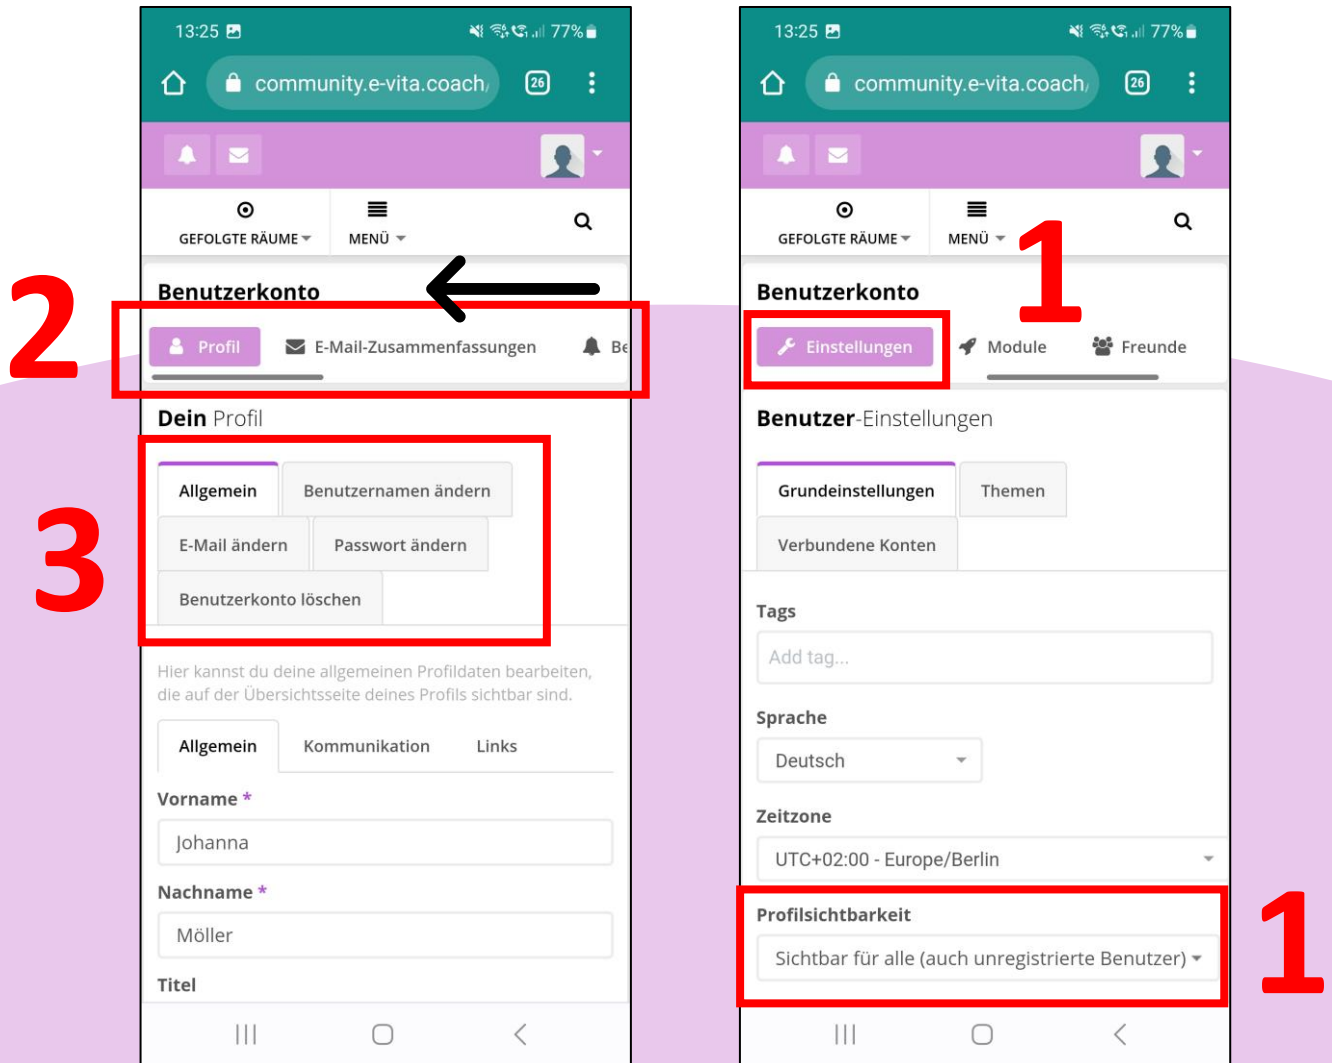 13:25
77%
community.e-vita.coach/
26
GEFOLGTE RÄUME
MENÜ
Benutzerkonto
2
Profil
E-Mail-Zusammenfassungen
Be
Dein Profil
3
Allgemein
Benutzernamen ändern
E-Mail ändern
Passwort ändern
Benutzerkonto löschen
Hier kannst du deine allgemeinen Profildaten bearbeiten,
die auf der Übersichtsseite deines Profils sichtbar sind.
Allgemein
Kommunikation
Links
Vorname *
Johanna
Nachname *
Möller
Titel
13:25
77%
community.e-vita.coach/
26
GEFOLGTE RÄUME
MENÜ
1
Benutzerkonto
Einstellungen
Module
Freunde
Benutzer-Einstellungen
Grundeinstellungen
Themen
Verbundene Konten
Tags
Add tag...
Sprache
Deutsch
Zeitzone
UTC+02:00 - Europe/Berlin
Profilsichtbarkeit
Sichtbar für alle (auch unregistrierte Benutzer)
1